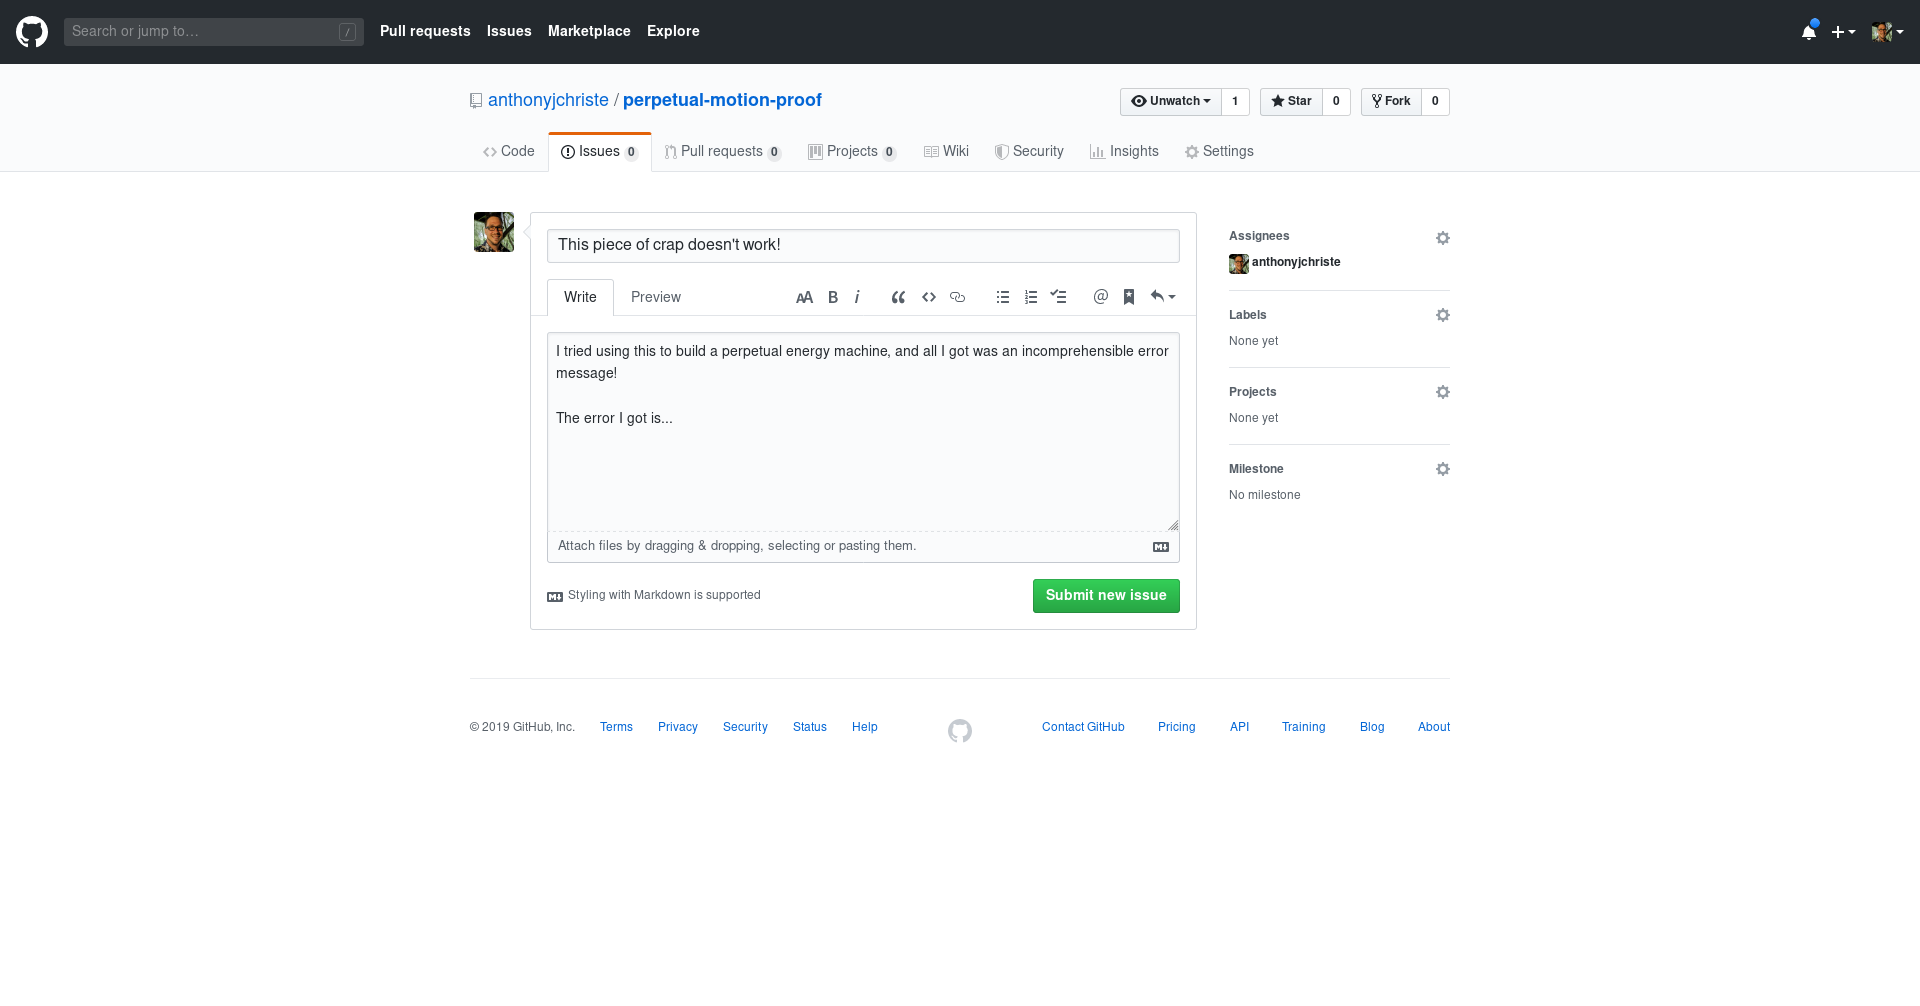 Search or jump to...
/
Pull requests Issues Marketplace Explore
anthonyjchriste / perpetual-motion-proof
Unwatch 1 Star 0 Fork 0
Code Issues 0 Pull requests 0 Projects 0 Wiki Security Insights Settings
This piece of crap doesn't work!
Write Preview
AA B i “ <> @
I tried using this to build a perpetual energy machine, and all I got was an incomprehensible error
message!
The error I got is...
Attach files by dragging & dropping, selecting or pasting them.
Styling with Markdown is supported
Submit new issue
Assignees
anthonyjchriste
Labels
None yet
Projects
None yet
Milestone
No milestone
© 2019 GitHub, Inc. Terms Privacy Security Status Help Contact GitHub Pricing API Training Blog About